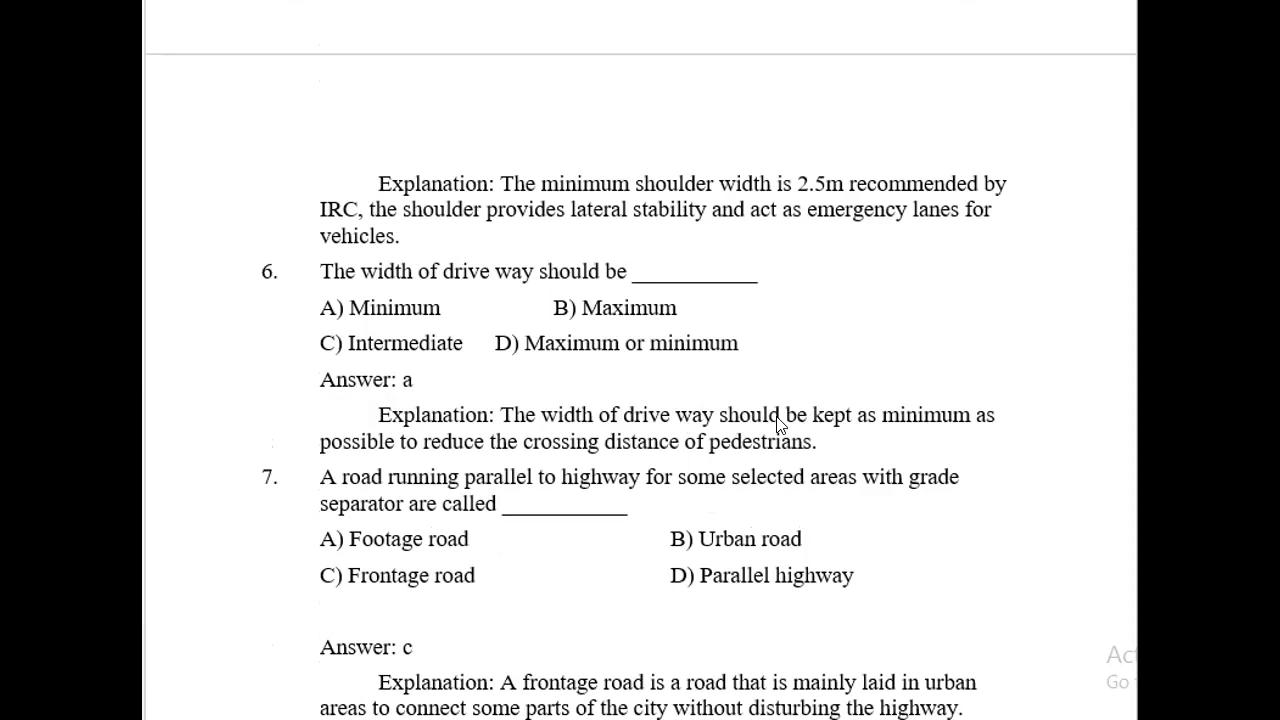 Explanation: The minimum shoulder width is 2.5m recommended by
IRC, the shoulder provides lateral stability and act as emergency lanes for
vehicles.
6. The width of drive way should be ___________
A) Minimum B) Maximum
C) Intermediate D) Maximum or minimum
Answer: a
Explanation: The width of drive way should be kept as minimum as
possible to reduce the crossing distance of pedestrians.
7. A road running parallel to highway for some selected areas with grade
separator are called ___________
A) Footage road B) Urban road
C) Frontage road D) Parallel highway
Answer: c
Explanation: A frontage road is a road that is mainly laid in urban
areas to connect some parts of the city without disturbing the highway.
Go